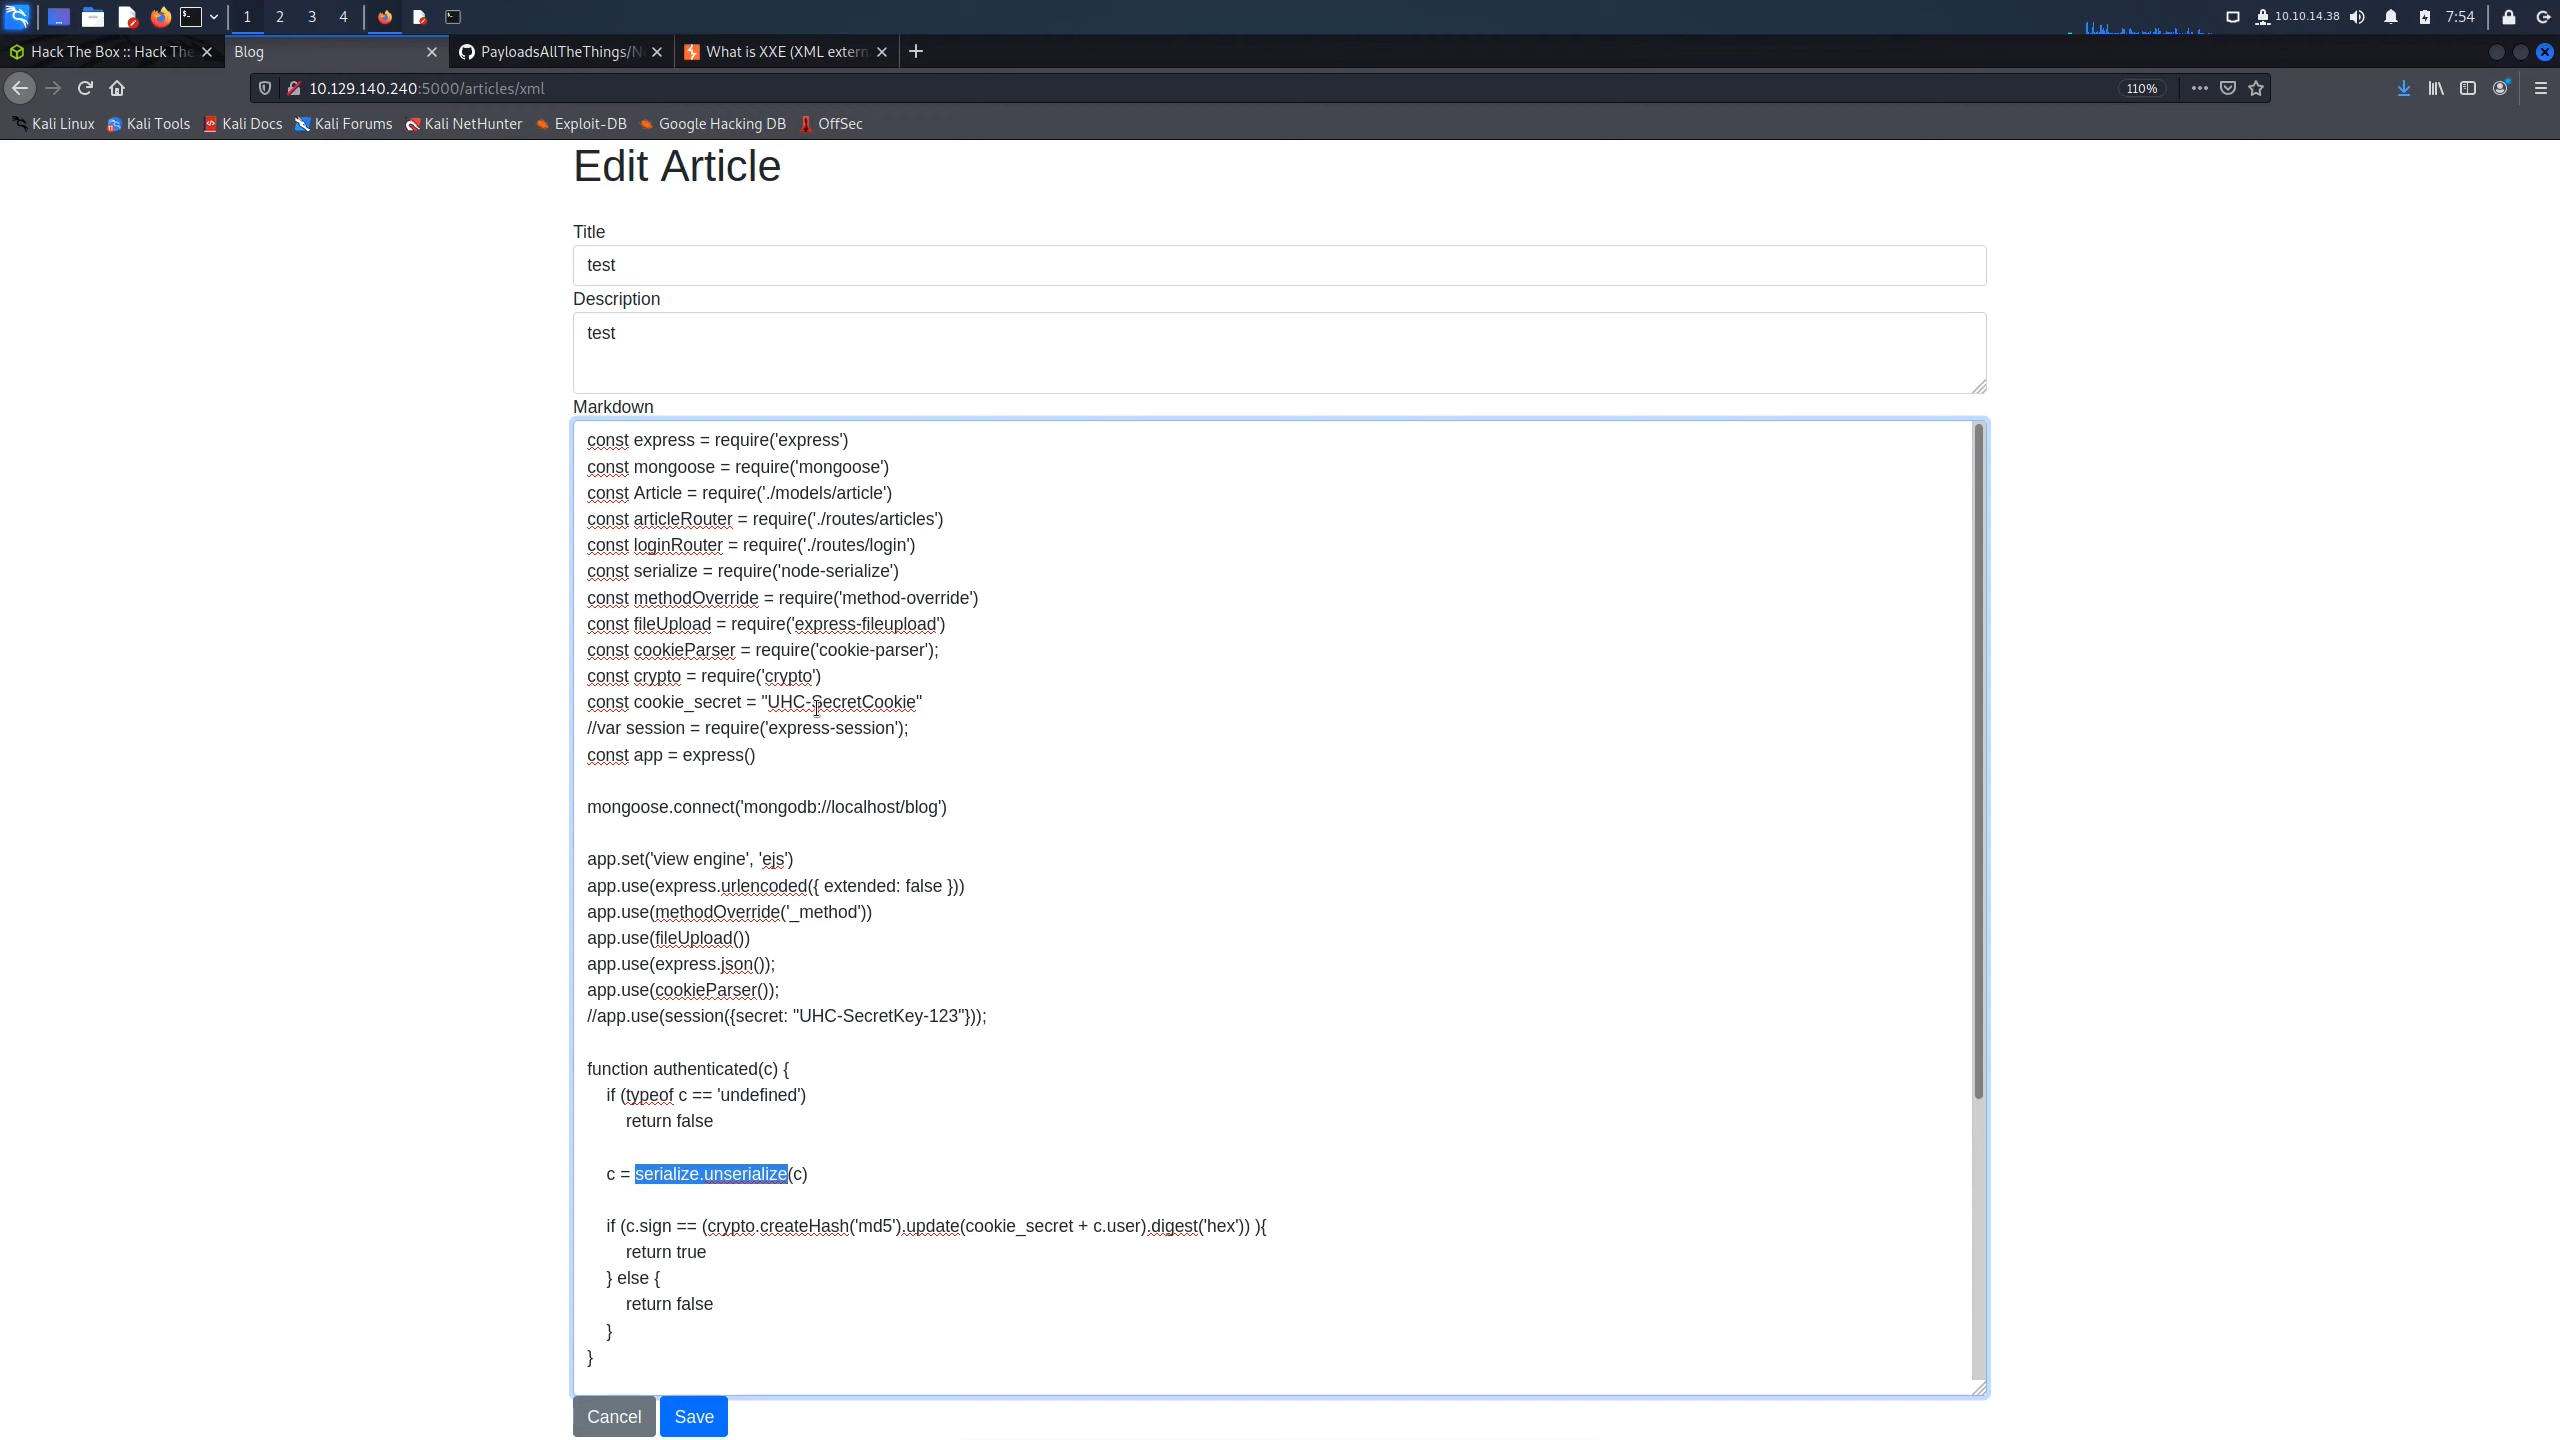 1 2 3 4 10.10.14.38 7:54
Hack The Box :: Hack The
Blog
PayloadsAllTheThings/N
What is XXE (XML extern
10.129.140.240:5000/articles/xml
110%
Kali Linux Kali Tools Kali Docs Kali Forums Kali NetHunter Exploit-DB Google Hacking DB OffSec
Edit Article
Title
test
Description
test
Markdown
const express = require('express')
const mongoose = require('mongoose')
const Article = require('./models/article')
const articleRouter = require('./routes/articles')
const loginRouter = require('./routes/login')
const serialize = require('node-serialize')
const methodOverride = require('method-override')
const fileUpload = require('express-fileupload')
const cookieParser = require('cookie-parser');
const crypto = require('crypto')
const cookie_secret = "UHC-SecretCookie"
//var session = require('express-session');
const app = express()
mongoose.connect('mongodb://localhost/blog')
app.set('view engine', 'ejs')
app.use(express.urlencoded({ extended: false }))
app.use(methodOverride('_method'))
app.use(fileUpload())
app.use(express.json());
app.use(cookieParser());
//app.use(session({secret: "UHC-SecretKey-123"}));
function authenticated(c) {
if (typeof c == 'undefined')
return false
c = serialize.unserialize(c)
if (c.sign == (crypto.createHash('md5').update(cookie_secret + c.user).digest('hex')) ){
return true
} else {
return false
}
}
Cancel Save